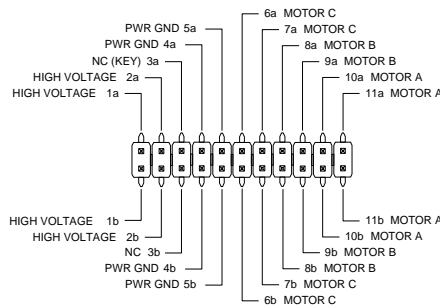 6a MOTOR C
PWR GND 5a
7a MOTOR C
PWR GND 4a
8a MOTOR B
NC (KEY) 3a
9a MOTOR B
HIGH VOLTAGE 2a
10a MOTOR A
HIGH VOLTAGE 1a
11a MOTOR A
HIGH VOLTAGE 1b
11b MOTOR A
HIGH VOLTAGE 2b
10b MOTOR A
NC 3b
9b MOTOR B
PWR GND 4b
8b MOTOR B
PWR GND 5b
7b MOTOR C
6b MOTOR C